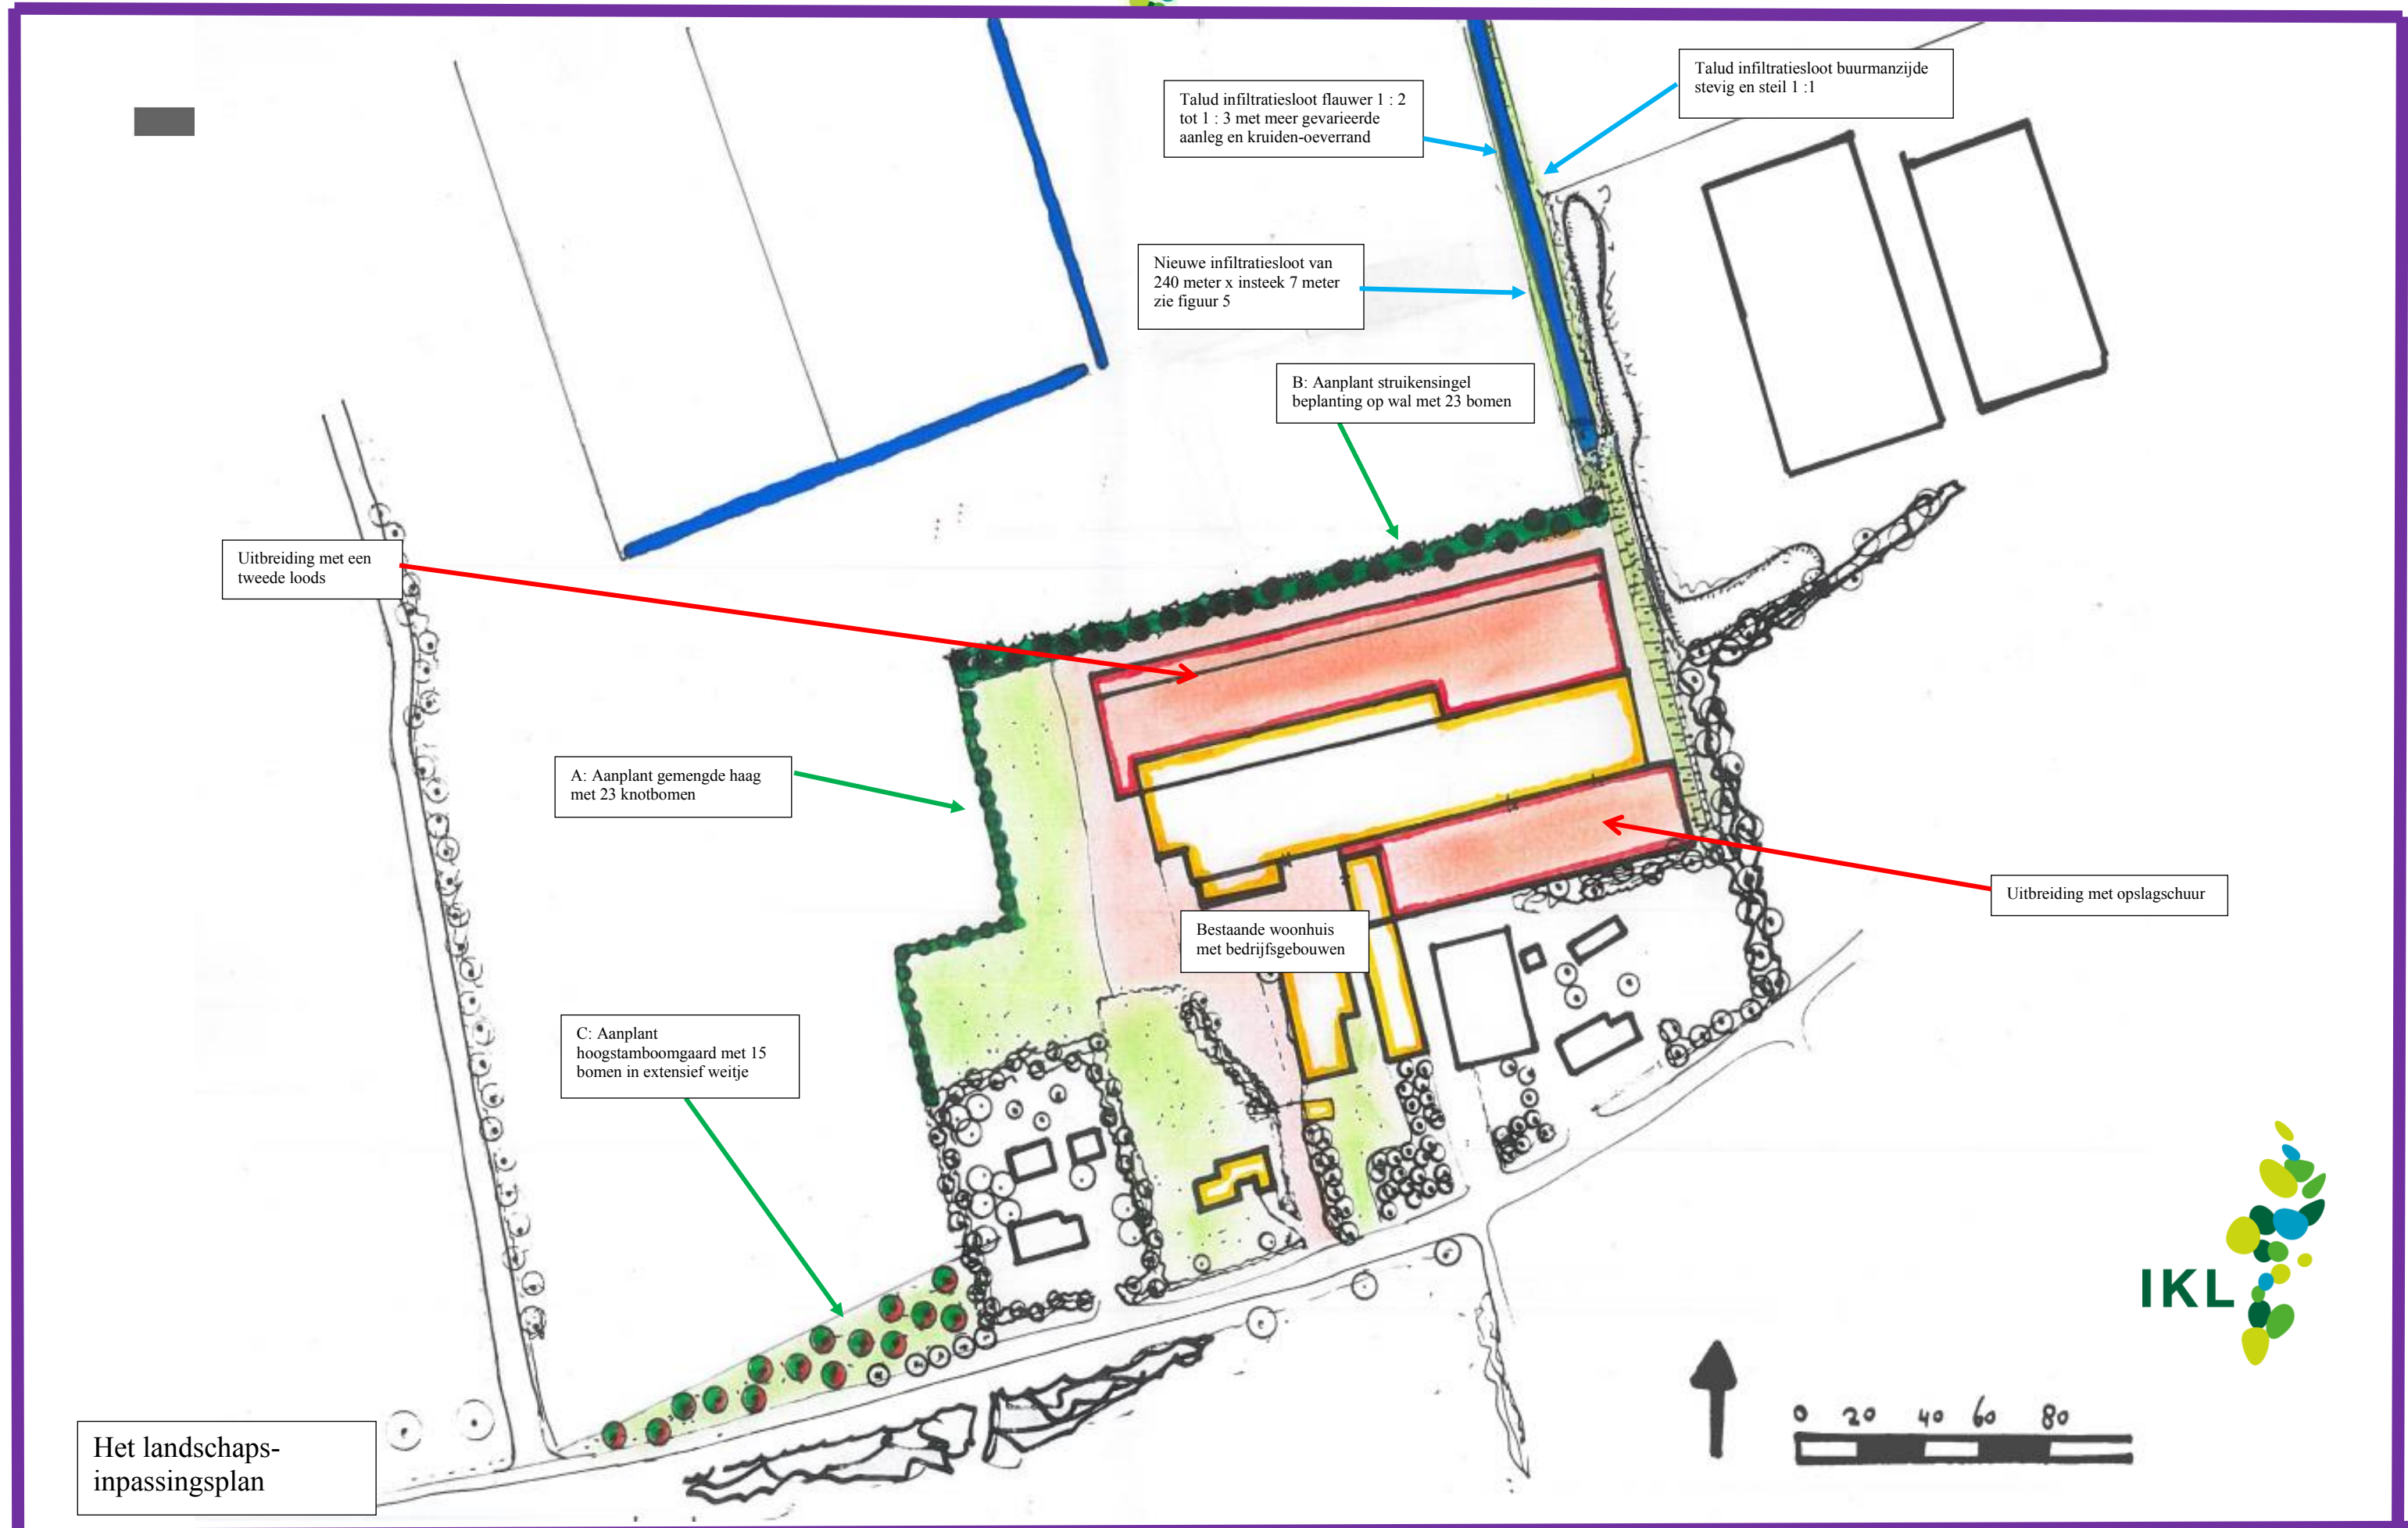 Talud infiltratiesloot buurmanzijde
stevig en steil 1 :1
Talud infiltratiesloot flauwer 1 : 2
tot 1 : 3 met meer gevarieerde
aanleg en kruiden-oeverrand
Nieuwe infiltratiesloot van
240 meter x insteek 7 meter
zie figuur 5
B: Aanplant struikensingel
beplanting op wal met 23 bomen
Uitbreiding met een
tweede loods
A: Aanplant gemengde haag
met 23 knotbomen
Uitbreiding met opslagschuur
Bestaande woonhuis
met bedrijfsgebouwen
C: Aanplant
hoogstamboomgaard met 15
bomen in extensief weitje
IKL
0 20 40 60 80
Het landschaps-
inpassingsplan